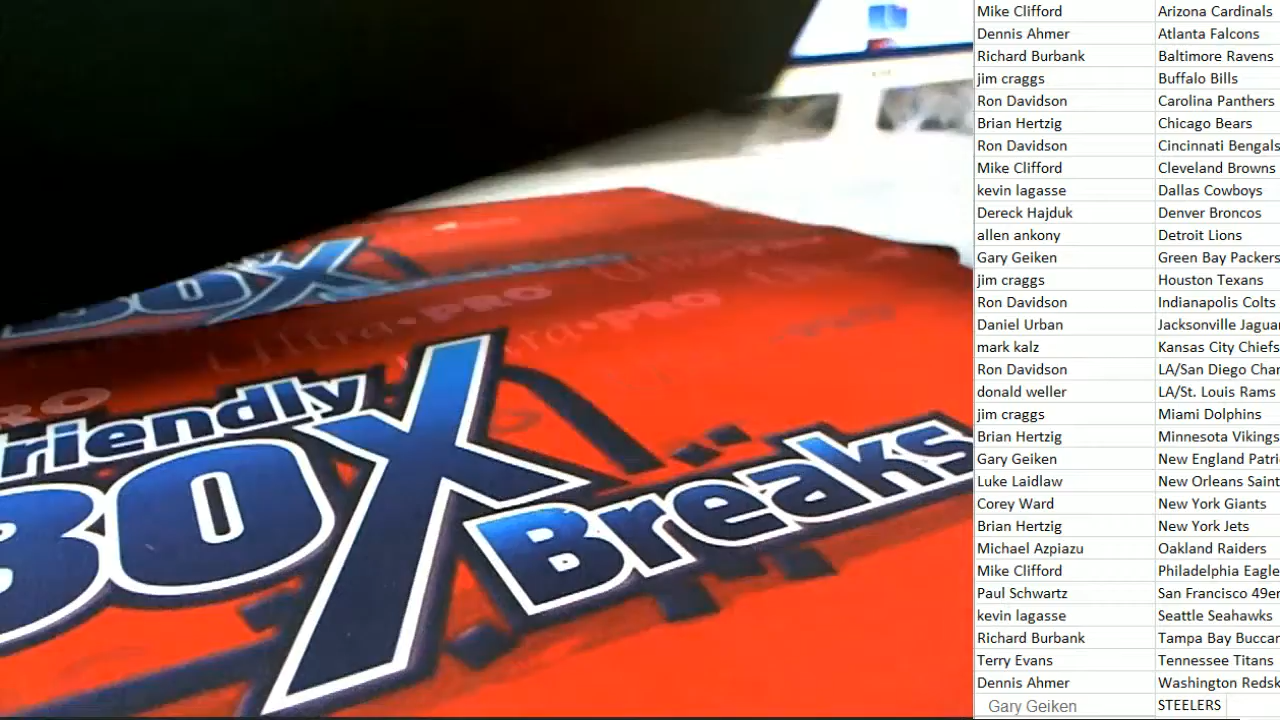 BOX
Ultra PRO
riendly
BOX
Breaks
Mike Clifford Arizona Cardinals
Dennis Ahmer Atlanta Falcons
Richard Burbank Baltimore Ravens
jim craggs Buffalo Bills
Ron Davidson Carolina Panthers
Brian Hertzig Chicago Bears
Ron Davidson Cincinnati Bengals
Mike Clifford Cleveland Browns
kevin lagasse Dallas Cowboys
Dereck Hajduk Denver Broncos
allen ankony Detroit Lions
Gary Geiken Green Bay Packers
jim craggs Houston Texans
Ron Davidson Indianapolis Colts
Daniel Urban Jacksonville Jagua
mark kalz Kansas City Chiefs
Ron Davidson LA/San Diego Char
donald weller LA/St. Louis Rams
jim craggs Miami Dolphins
Brian Hertzig Minnesota Vikings
Gary Geiken New England Patri
Luke Laidlaw New Orleans Saint
Corey Ward New York Giants
Brian Hertzig New York Jets
Michael Azpiazu Oakland Raiders
Mike Clifford Philadelphia Eagle
Paul Schwartz San Francisco 49er
kevin lagasse Seattle Seahawks
Richard Burbank Tampa Bay Buccar
Terry Evans Tennessee Titans
Dennis Ahmer Washington Redsk
Gary Geiken STEELERS